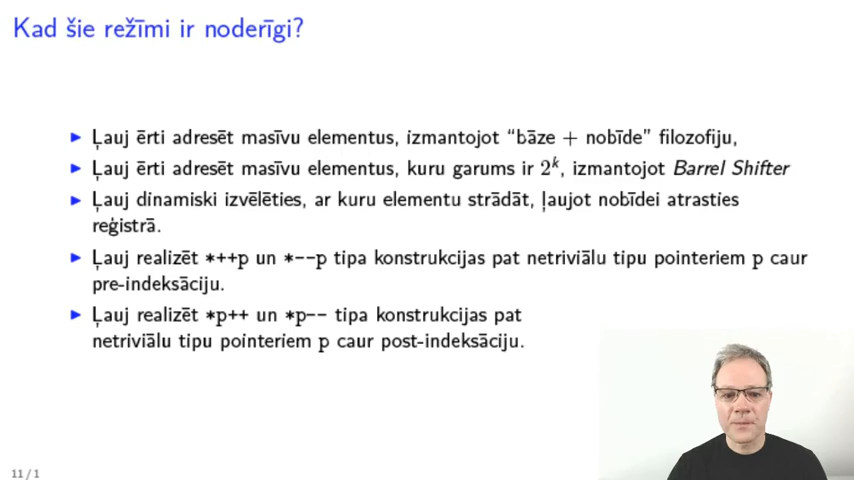 Kad šie režīmi ir noderīgi?
▶ Ļauj ērti adresēt masīvu elementus, izmantojot “bāze + nobīde” filozofiju,
▶ Ļauj ērti adresēt masīvu elementus, kuru garums ir 2^k, izmantojot Barrel Shifter
▶ Ļauj dinamiski izvēlēties, ar kuru elementu strādāt, ļaujot nobīdei atrasties
reģistrā.
▶ Ļauj realizēt *++p un *--p tipa konstrukcijas pat netriviālu tipu pointeriem p caur
pre-indeksāciju.
▶ Ļauj realizēt *p++ un *p-- tipa konstrukcijas pat
netriviālu tipu pointeriem p caur post-indeksāciju.
11 / 1